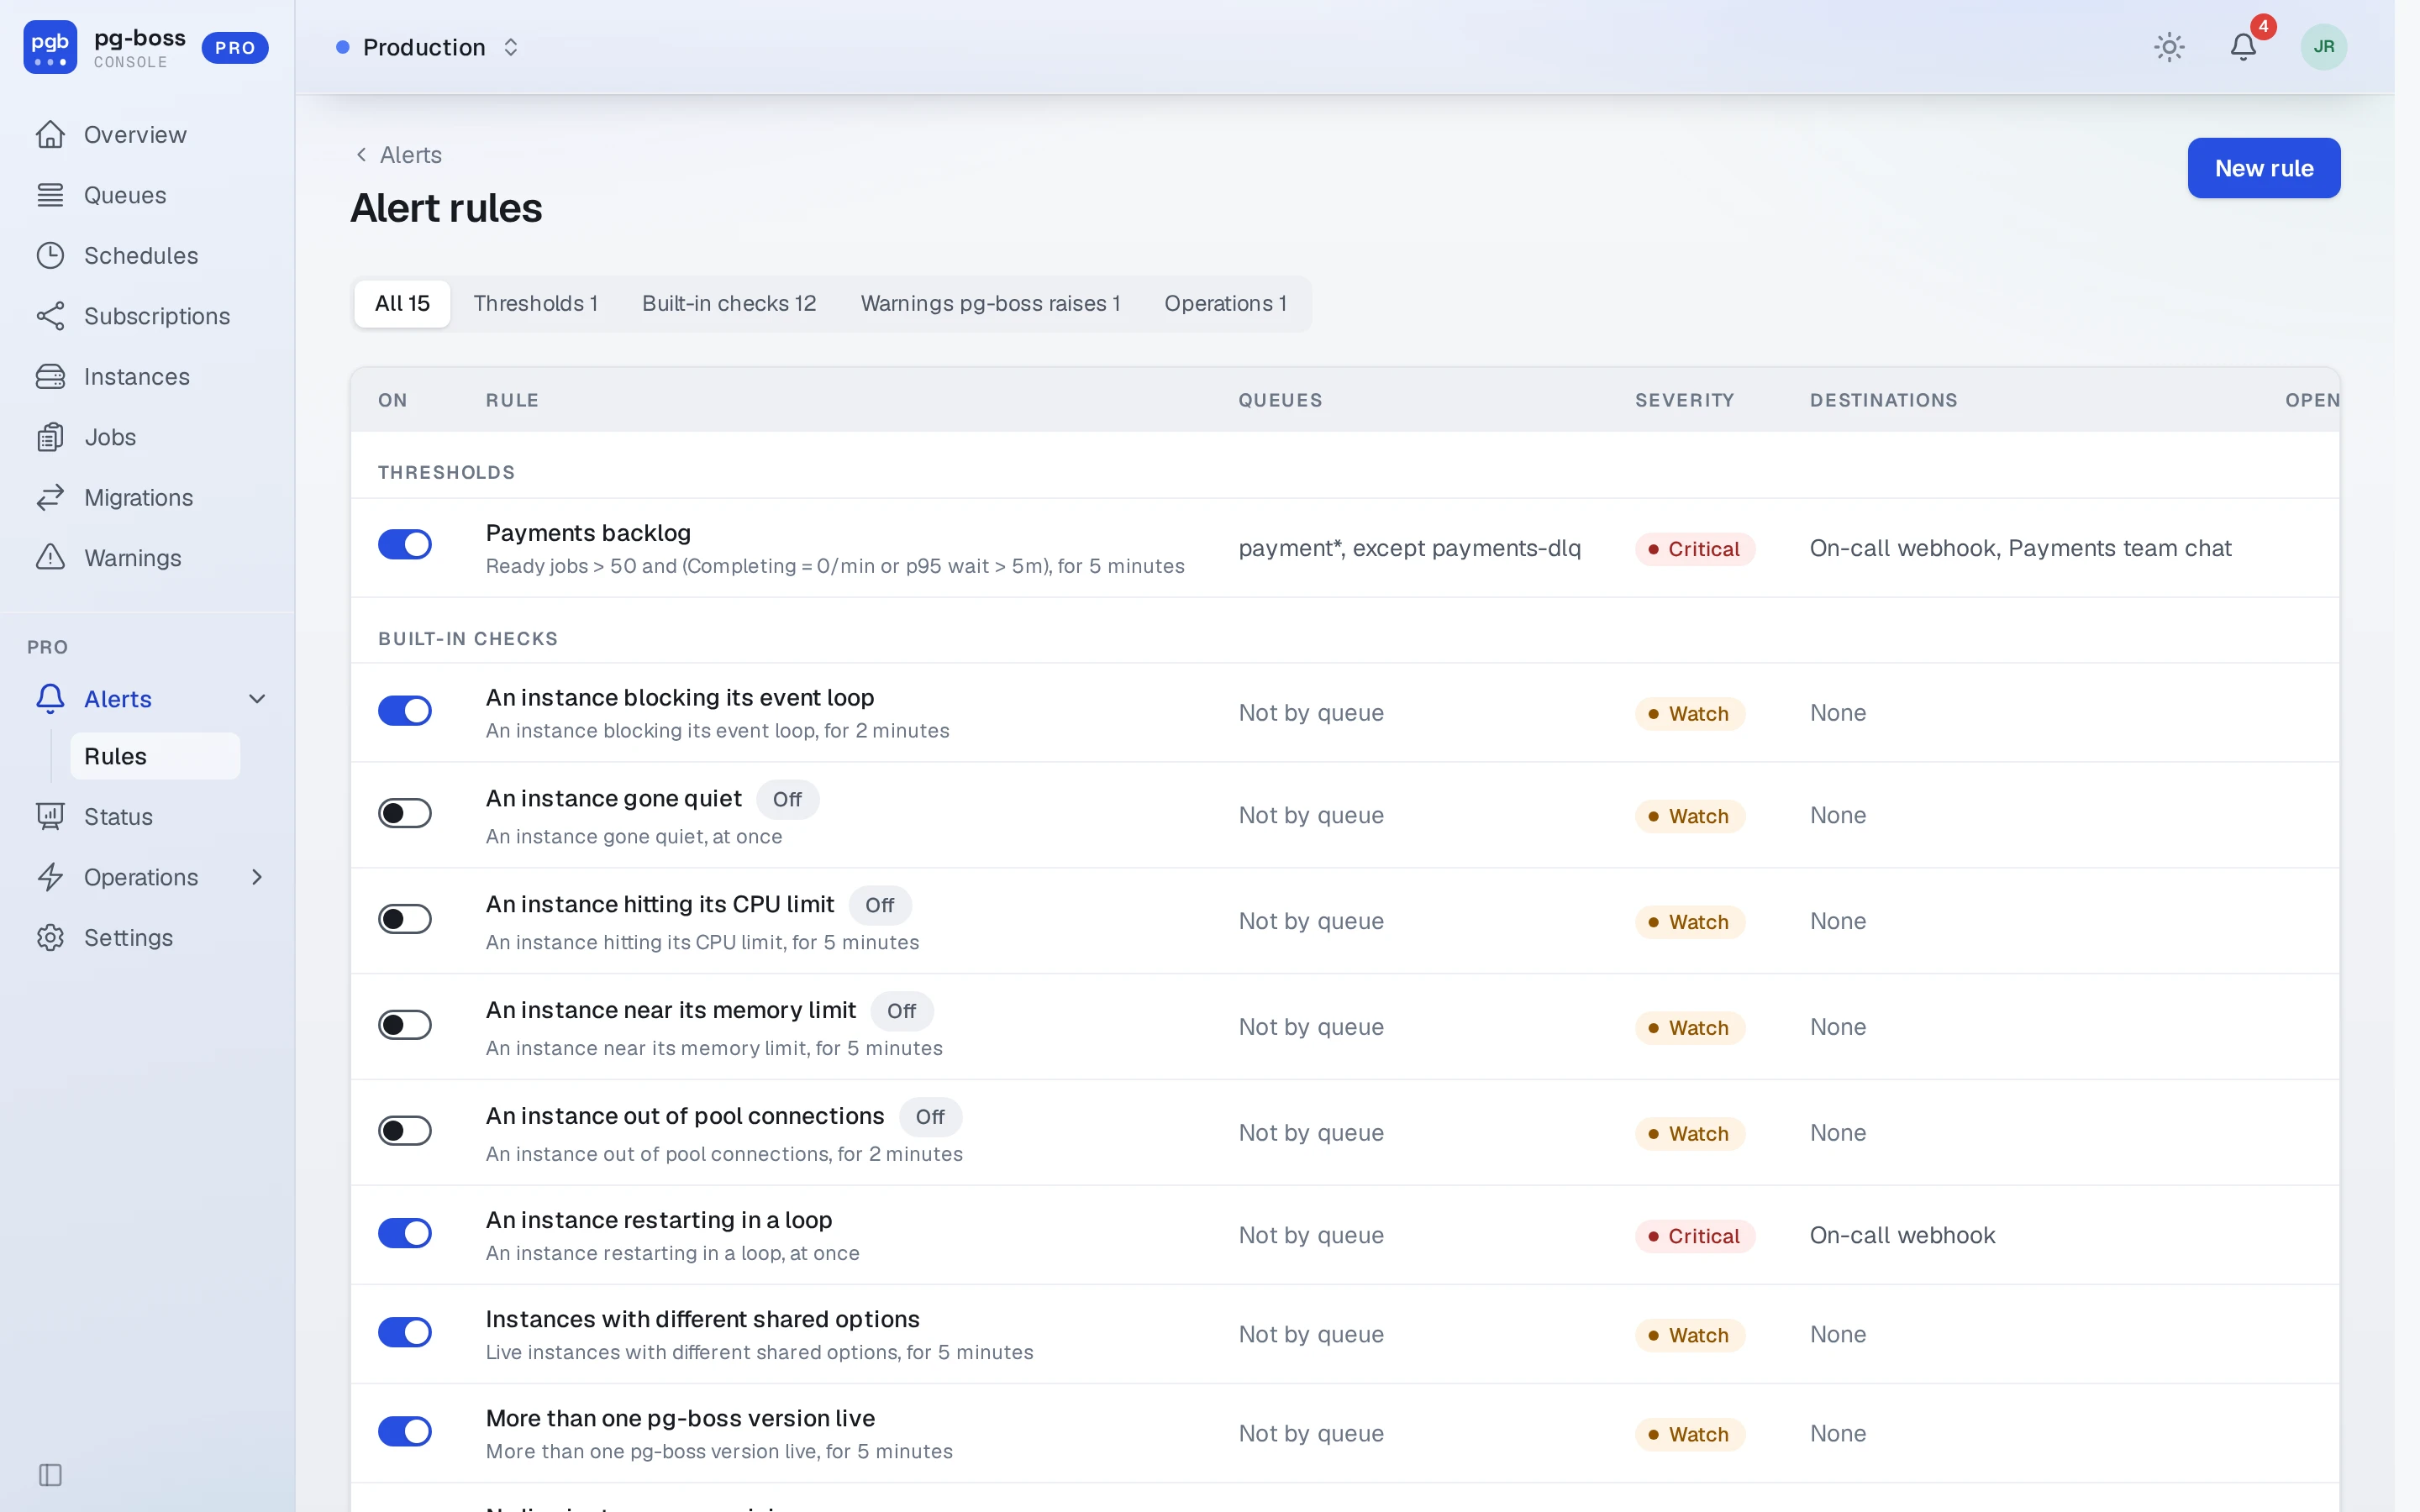 pgb
pg-boss
CONSOLE
PRO
Production
4
JR
Overview
Queues
Schedules
Subscriptions
Instances
Jobs
Migrations
Warnings
PRO
Alerts
Rules
Status
Operations
Settings
Alerts
Alert rules
New rule
All 15
Thresholds 1
Built-in checks 12
Warnings pg-boss raises 1
Operations 1
ON RULE QUEUES SEVERITY DESTINATIONS OPEN
THRESHOLDS
Payments backlog
Ready jobs > 50 and (Completing = 0/min or p95 wait > 5m), for 5 minutes
payment*, except payments-dlq
Critical
On-call webhook, Payments team chat
BUILT-IN CHECKS
An instance blocking its event loop
An instance blocking its event loop, for 2 minutes
Not by queue
Watch
None
An instance gone quiet Off
An instance gone quiet, at once
Not by queue
Watch
None
An instance hitting its CPU limit Off
An instance hitting its CPU limit, for 5 minutes
Not by queue
Watch
None
An instance near its memory limit Off
An instance near its memory limit, for 5 minutes
Not by queue
Watch
None
An instance out of pool connections Off
An instance out of pool connections, for 2 minutes
Not by queue
Watch
None
An instance restarting in a loop
An instance restarting in a loop, at once
Not by queue
Critical
On-call webhook
Instances with different shared options
Live instances with different shared options, for 5 minutes
Not by queue
Watch
None
More than one pg-boss version live
More than one pg-boss version live, for 5 minutes
Not by queue
Watch
None